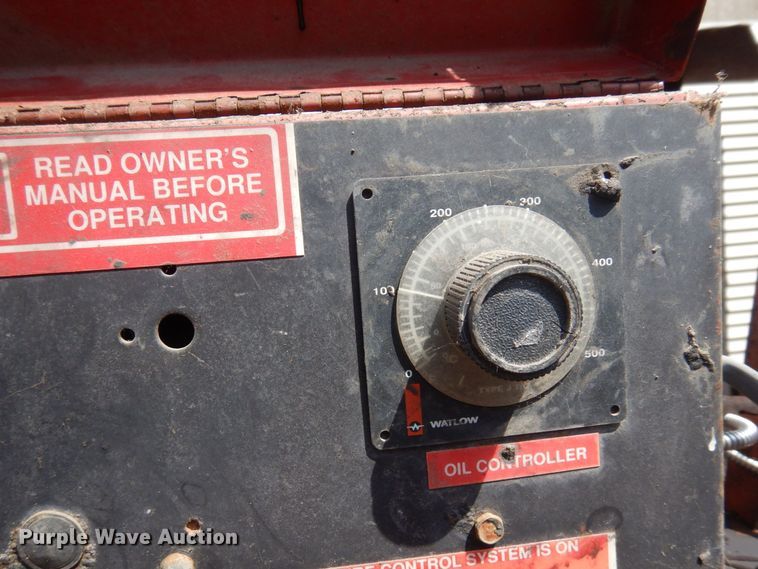 READ OWNER'S
MANUAL BEFORE
OPERATING
200
300
100
400
0
500
WATLOW
OIL CONTROLLER
CONTROL SYSTEM IS ON
Purple Wave Auction